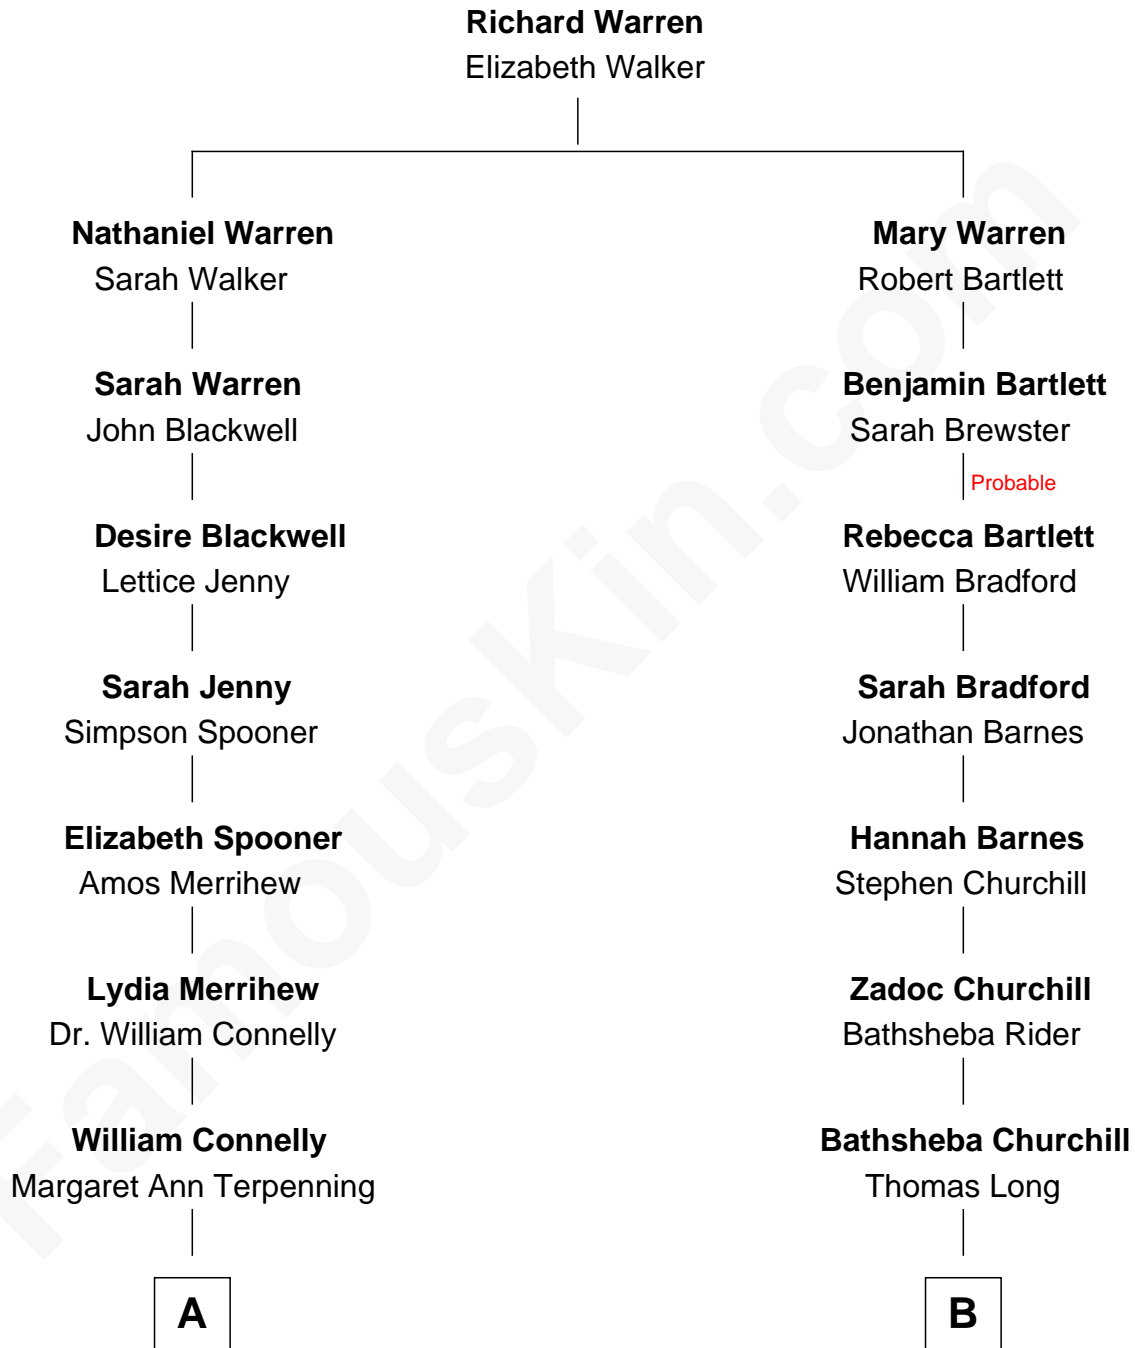 Richard Warren
Elizabeth Walker
Nathaniel Warren
Sarah Walker
Mary Warren
Robert Bartlett
Sarah Warren
John Blackwell
Benjamin Bartlett
Sarah Brewster
Probable
Desire Blackwell
Lettice Jenny
Rebecca Bartlett
William Bradford
Sarah Jenny
Simpson Spooner
Sarah Bradford
Jonathan Barnes
Elizabeth Spooner
Amos Merrihew
Hannah Barnes
Stephen Churchill
Lydia Merrihew
Dr. William Connelly
Zadoc Churchill
Bathsheba Rider
William Connelly
Margaret Ann Terpenning
Bathsheba Churchill
Thomas Long
A
B
FamousKin.com